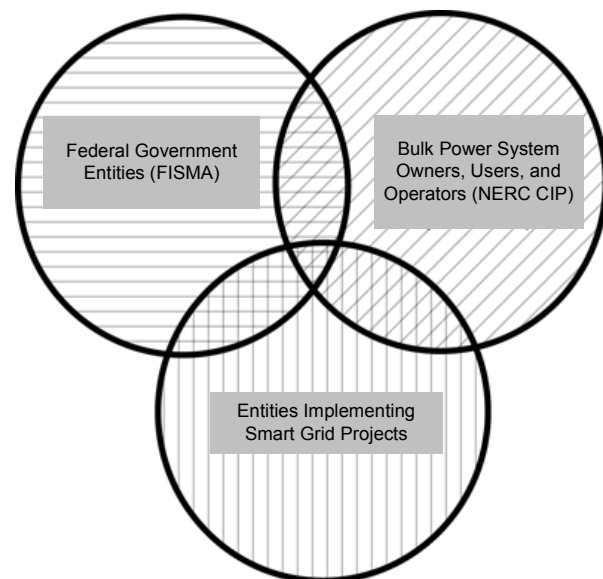 Federal Government
Entities (FISMA)
Bulk Power System
Owners, Users, and
Operators (NERC CIP)
Entities Implementing
Smart Grid Projects